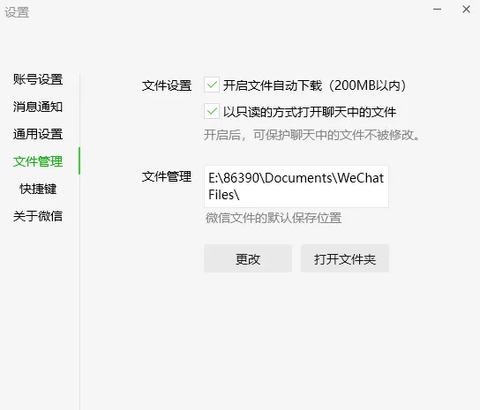 设置
账号设置
消息通知
通用设置
文件管理
快捷键
关于微信
文件设置
开启文件自动下载（200MB以内）
以只读的方式打开聊天中的文件
开启后，可保护聊天中的文件不被修改。
文件管理
E:\86390\Documents\WeChat
Files\
微信文件的默认保存位置
更改
打开文件夹